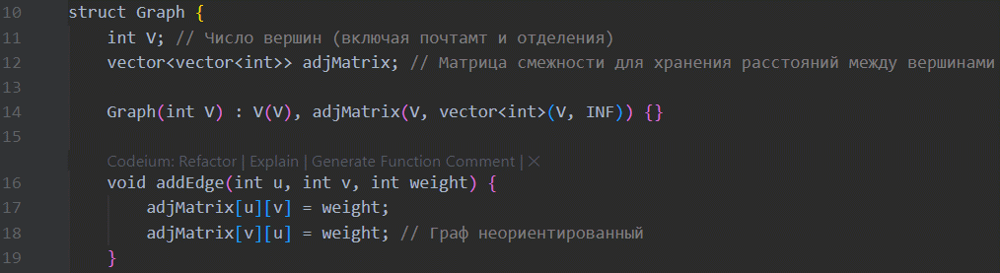 10 struct Graph {
11 int V; // Число вершин (включая почтамт и отделения)
12 vector<vector<int>> adjMatrix; // Матрица смежности для хранения расстояний между вершинами
13
14 Graph(int V) : V(V), adjMatrix(V, vector<int>(V, INF)) {}
15
Codeium: Refactor | Explain | Generate Function Comment | ×
16 void addEdge(int u, int v, int weight) {
17 adjMatrix[u][v] = weight;
18 adjMatrix[v][u] = weight; // Граф неориентированный
19 }